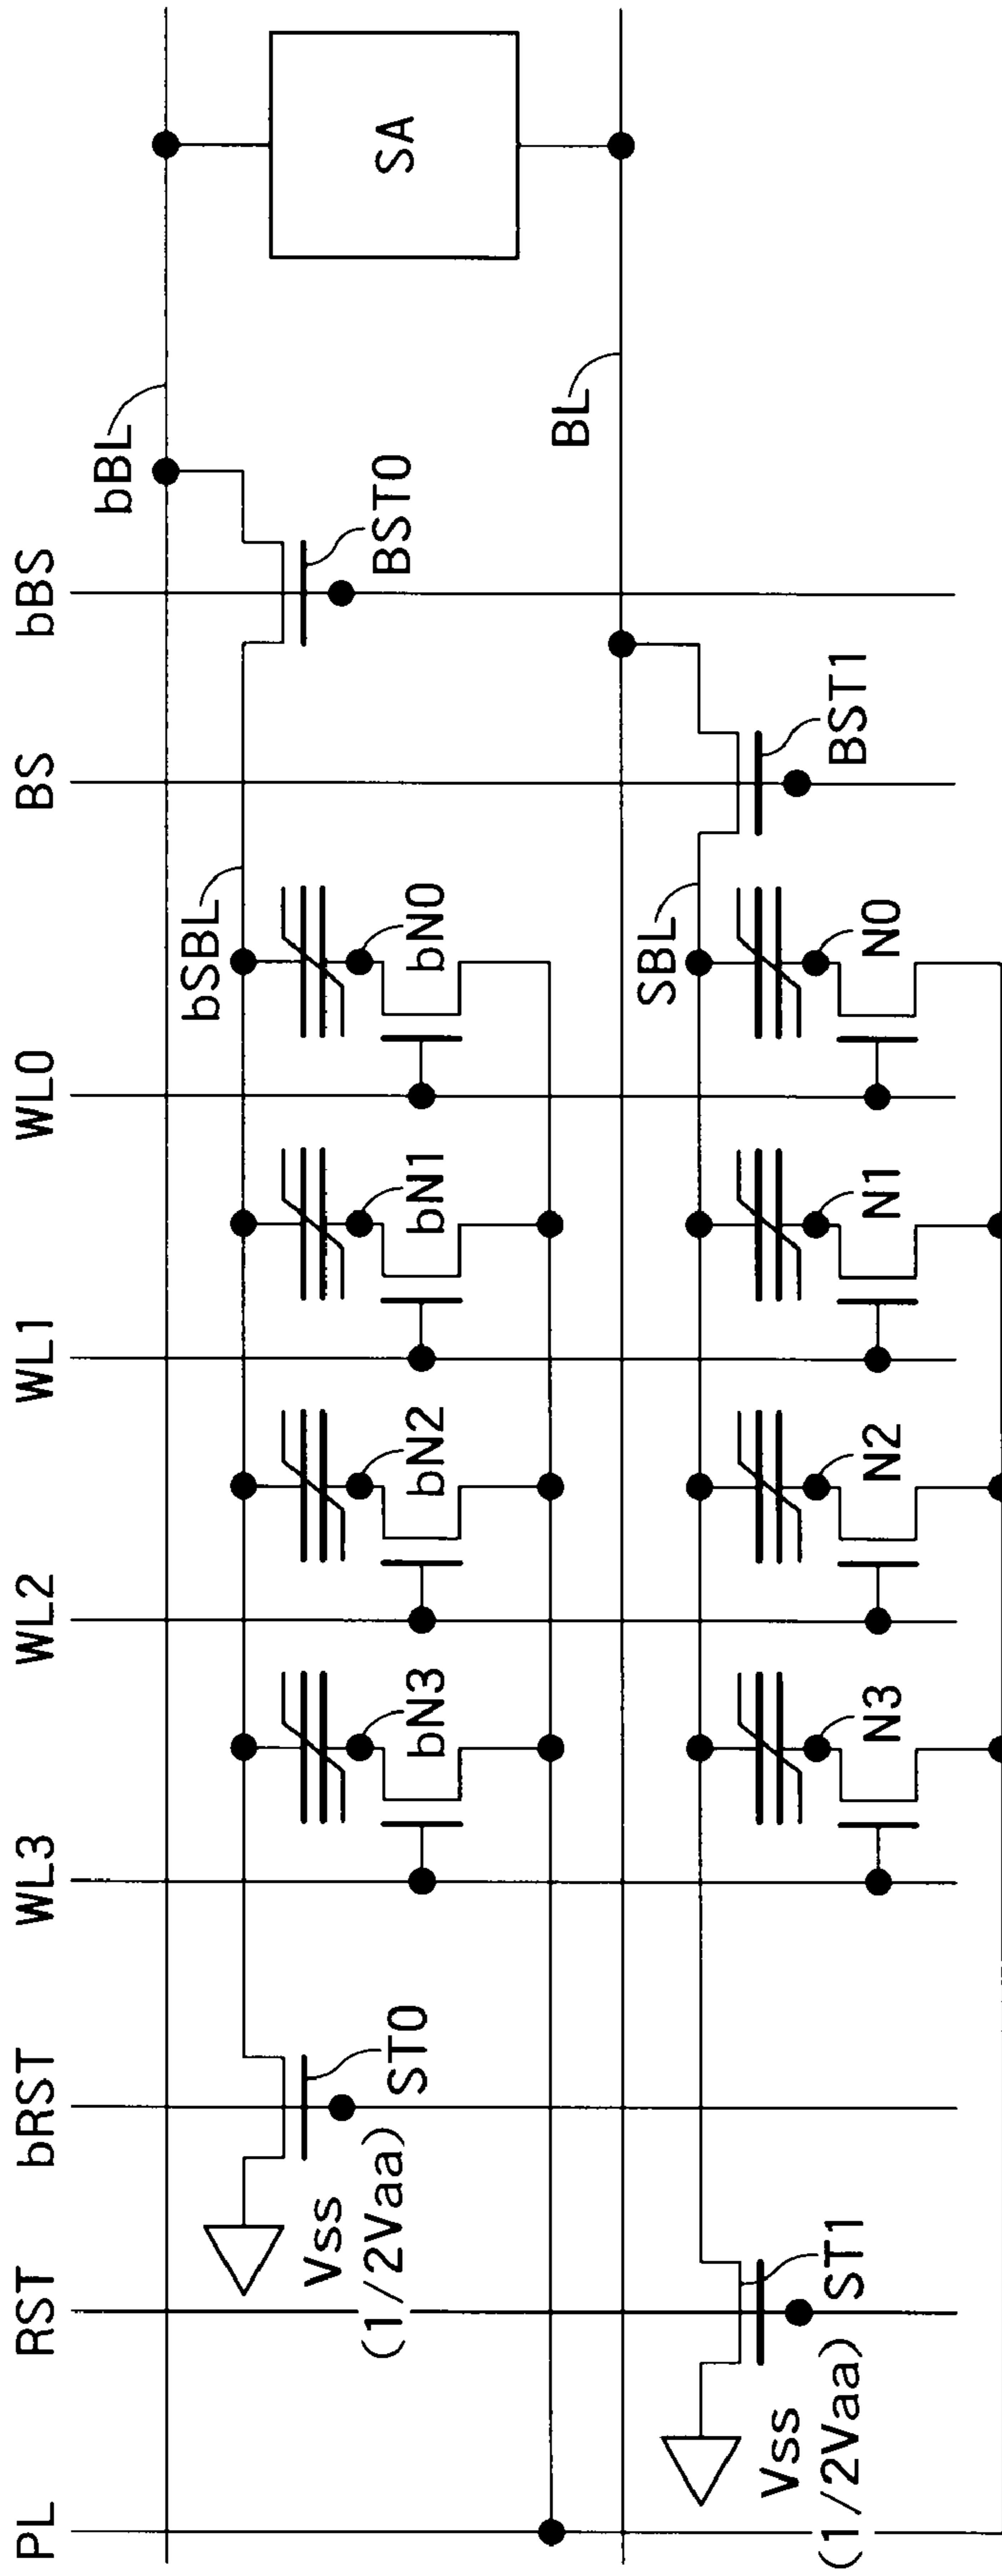 PL RST bRST WL3 WL2 WL1 WL0 BS bBS
bBL
bSBL
BST0
bN3 bN2 bN1 bN0
ST0
Vss
(1/2Vaa)
SA
BL
SBL
BST1
N3 N2 N1 N0
ST1
Vss
(1/2Vaa)